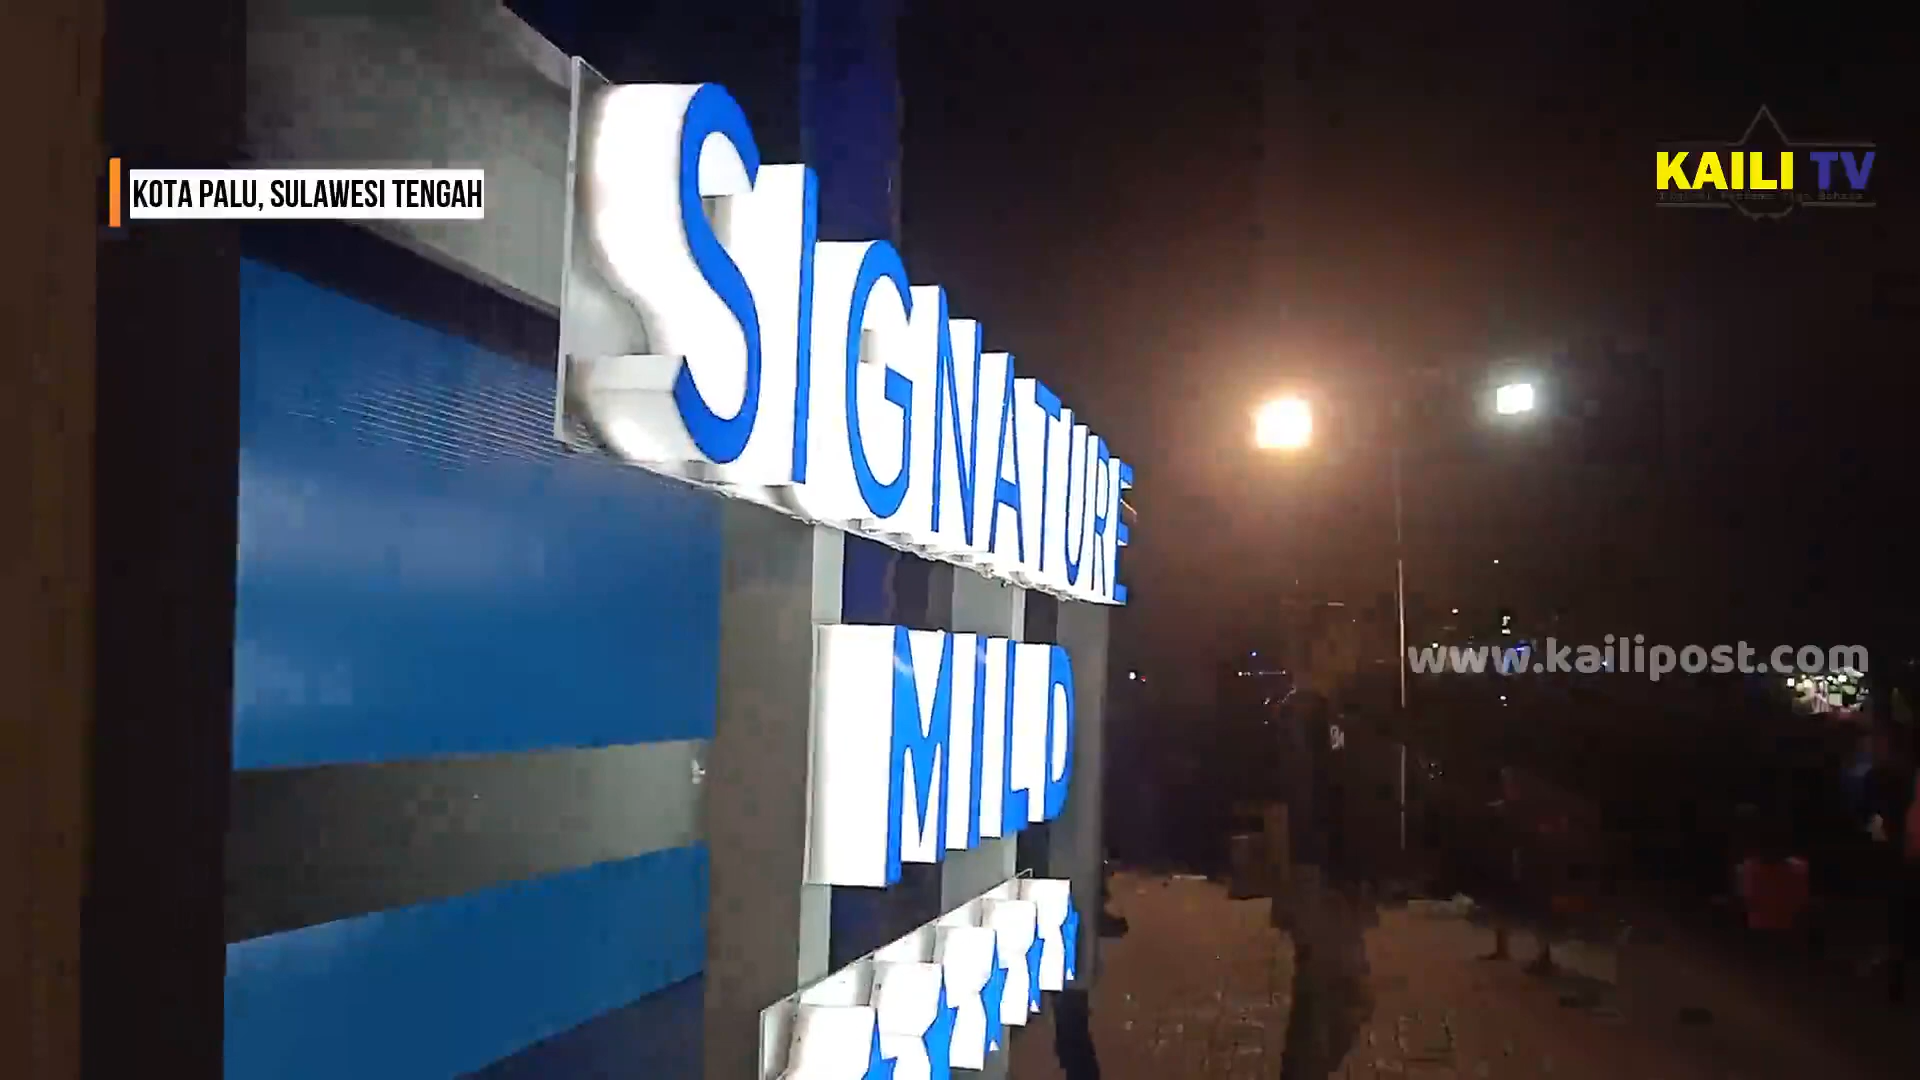 KOTA PALU, SULAWESI TENGAH
KAILI TV
SIGNATURE
MILD
www.kailipost.com